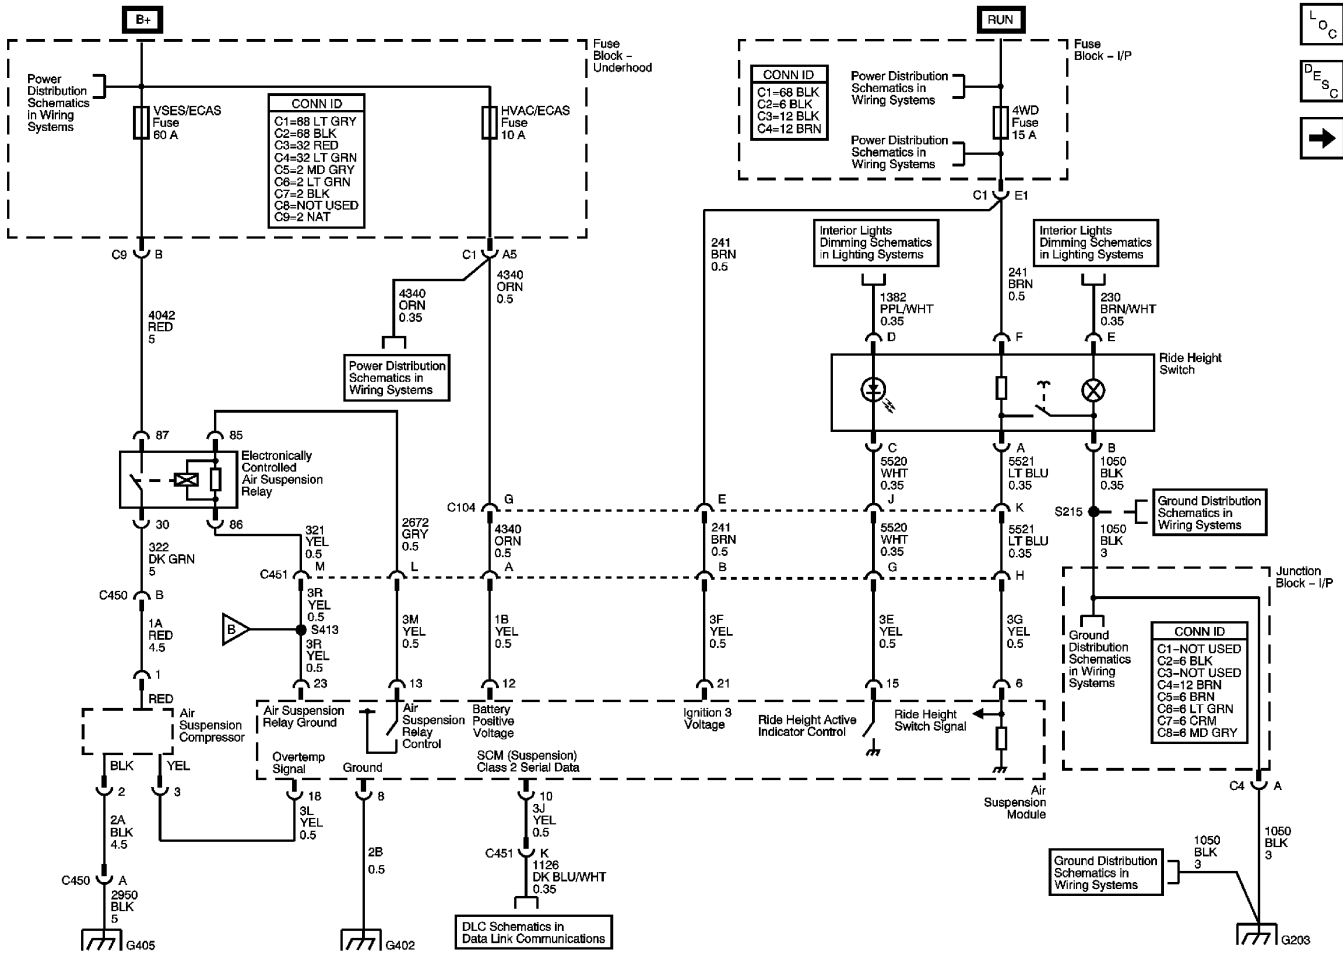 B+
RUN
L
O
C
D
E
S
C
Fuse
Block – 
Underhood
Power
Distribution
Schematics
in Wiring
Systems
VSES/ECAS
Fuse
60 A
CONN ID
C1=68 LT GRY
C2=68 BLK
C3=32 RED
C4=32 LT GRN
C5=2 MD GRY
C6=2 LT GRN
C7=2 BLK
C8=NOT USED
C9=2 NAT
HVAC/ECAS
Fuse
10 A
CONN ID
C1=68 BLK
C2=6 BLK
C3=12 BLK
C4=12 BRN
Power Distribution
Schematics in
Wiring Systems
4WD
Fuse
15 A
Power Distribution
Schematics in
Wiring Systems
Fuse
Block – I/P
C1 E1
C9 B
C1 A5
4340
ORN
0.5
4340
ORN
0.35
Power Distribution
Schematics in
Wiring Systems
4042
RED
5
241
BRN
0.5
Interior Lights
Dimming Schematics
in Lighting Systems
241
BRN
0.5
Interior Lights
Dimming Schematics
in Lighting Systems
1382
PPL/WHT
0.35
230
BRN/WHT
0.35
D F E
Ride Height
Switch
87 85
Electronically
Controlled
Air Suspension
Relay
30 86
C A B
5520
WHT
0.35
5521
LT BLU
0.35
1050
BLK
0.35
C104 G E J K
S215
Ground Distribution
Schematics in
Wiring Systems
322
DK GRN
5
321
YEL
0.5
2672
GRY
0.5
4340
ORN
0.5
241
BRN
0.5
5520
WHT
0.35
5521
LT BLU
0.35
1050
BLK
3
C451 M L A B G H
Junction
Block – I/P
C450 B
3R
YEL
0.5
B
S413
3R
YEL
0.5
1A
RED
4.5
3M
YEL
0.5
1B
YEL
0.5
3F
YEL
0.5
3E
YEL
0.5
3G
YEL
0.5
Ground
Distribution
Schematics
in Wiring
Systems
CONN ID
C1–NOT USED
C2=6 BLK
C3–NOT USED
C4=12 BRN
C5=6 BRN
C6=6 LT GRN
C7=6 CRM
C8=6 MD GRY
1 23 13 12 21 15 6
RED
Air
Suspension
Compressor
Air Suspension
Relay Ground
Air
Suspension
Relay
Control
Battery
Positive
Voltage
Ignition 3
Voltage
Ride Height Active
Indicator Control
Ride Height
Switch Signal
Overtemp
Signal
Ground
SCM (Suspension)
Class 2 Serial Data
Air
Suspension
Module
BLK YEL
2 3 18 8 10
C4 A
2A
BLK
4.5
3L
YEL
0.5
2B
0.5
3J
YEL
0.5
C451 K
1126
DK BLU/WHT
0.35
C450 A
2950
BLK
5
DLC Schematics in
Data Link Communications
Ground Distribution
Schematics in
Wiring Systems
1050
BLK
3
1050
BLK
3
G405
G402
G203